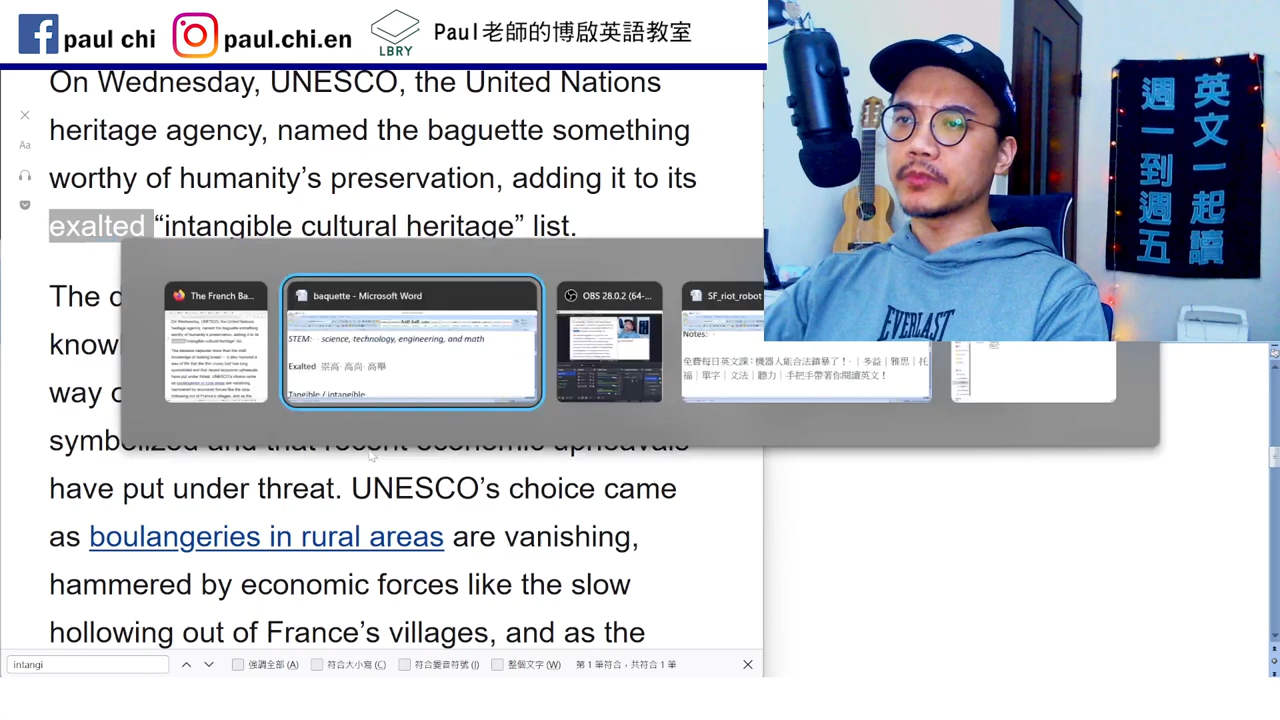 paul chi
paul.chi.en
LBRY
Paul老師的博啟英語教室
On Wednesday, UNESCO, the United Nations
heritage agency, named the baguette something
worthy of humanity’s preservation, adding it to its
exalted “intangible cultural heritage” list.
英文一起讀
週一到週五
EVERLAST
The French Ba...
baquette - Microsoft Word
STEM: science, technology, engineering, and math
Exalted 崇高 高尚 高舉
Tangible / intangible
OBS 28.0.2 (64-...
5F_riot_robot
Notes:
免費每日英文課：機器人能合法鎮暴了！·｜多益｜雅思｜托
福｜單字｜文法｜聽力｜手把手帶著你閱讀英文！
The d
know
way o
symbolized and that recent economic upheavals
have put under threat. UNESCO’s choice came
as boulangeries in rural areas are vanishing,
hammered by economic forces like the slow
hollowing out of France’s villages, and as the
intangi
強調全部 (A)
符合大小寫 (C)
符合變音符號 (I)
整個文字 (W)
第 1 筆符合，共符合 1 筆